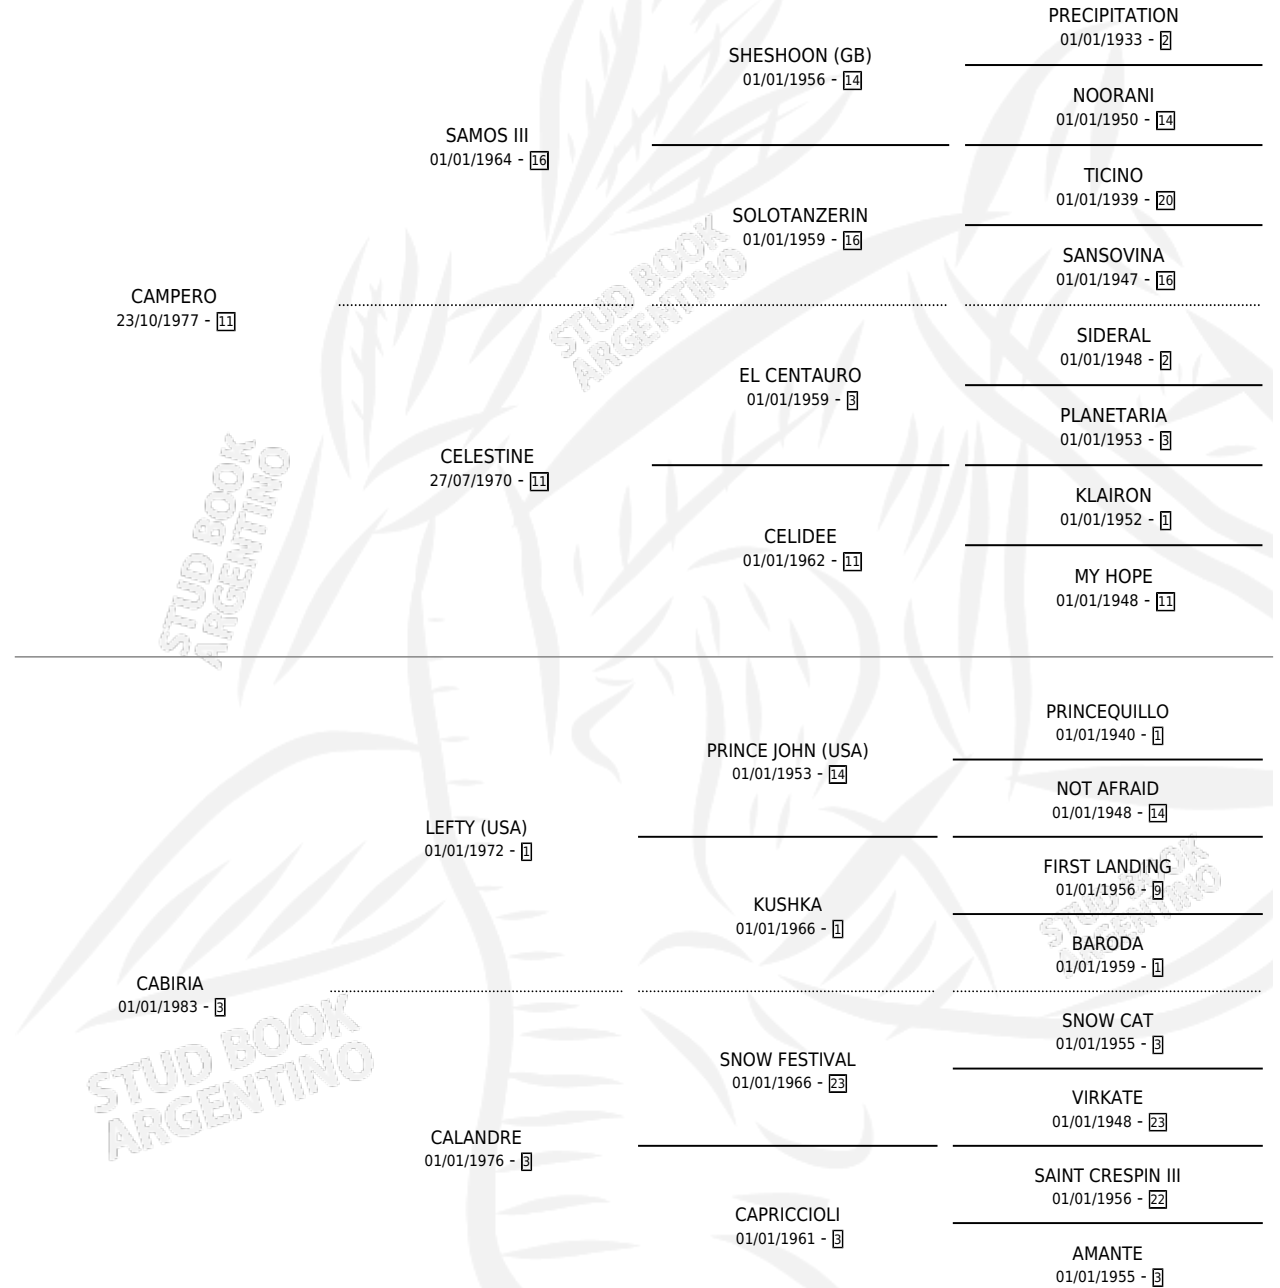 PRECIPITATION
01/01/1933 - 2
SHESHOON (GB)
01/01/1956 - 14
NOORANI
01/01/1950 - 14
SAMOS III
01/01/1964 - 16
TICINO
01/01/1939 - 20
SOLOTANZERIN
01/01/1959 - 16
SANSOVINA
01/01/1947 - 16
CAMPERO
23/10/1977 - 11
SIDERAL
01/01/1948 - 2
EL CENTAURO
01/01/1959 - 3
PLANETARIA
01/01/1953 - 3
CELESTINE
27/07/1970 - 11
KLAIRON
01/01/1952 - 1
CELIDEE
01/01/1962 - 11
MY HOPE
01/01/1948 - 11
STUD BOOK
ARGENTINO
STUD BOOK
ARGENTINO
PRINCEQUILLO
01/01/1940 - 1
PRINCE JOHN (USA)
01/01/1953 - 14
NOT AFRAID
01/01/1948 - 14
LEFTY (USA)
01/01/1972 - 1
FIRST LANDING
01/01/1956 - 9
KUSHKA
01/01/1966 - 1
BARODA
01/01/1959 - 1
CABIRIA
01/01/1983 - 3
SNOW CAT
01/01/1955 - 3
SNOW FESTIVAL
01/01/1966 - 23
VIRKATE
01/01/1948 - 23
CALANDRE
01/01/1976 - 3
SAINT CRESPIN III
01/01/1956 - 22
CAPRICCIOLI
01/01/1961 - 3
AMANTE
01/01/1955 - 3
STUD BOOK
ARGENTINO
STUD BOOK
ARGENTINO